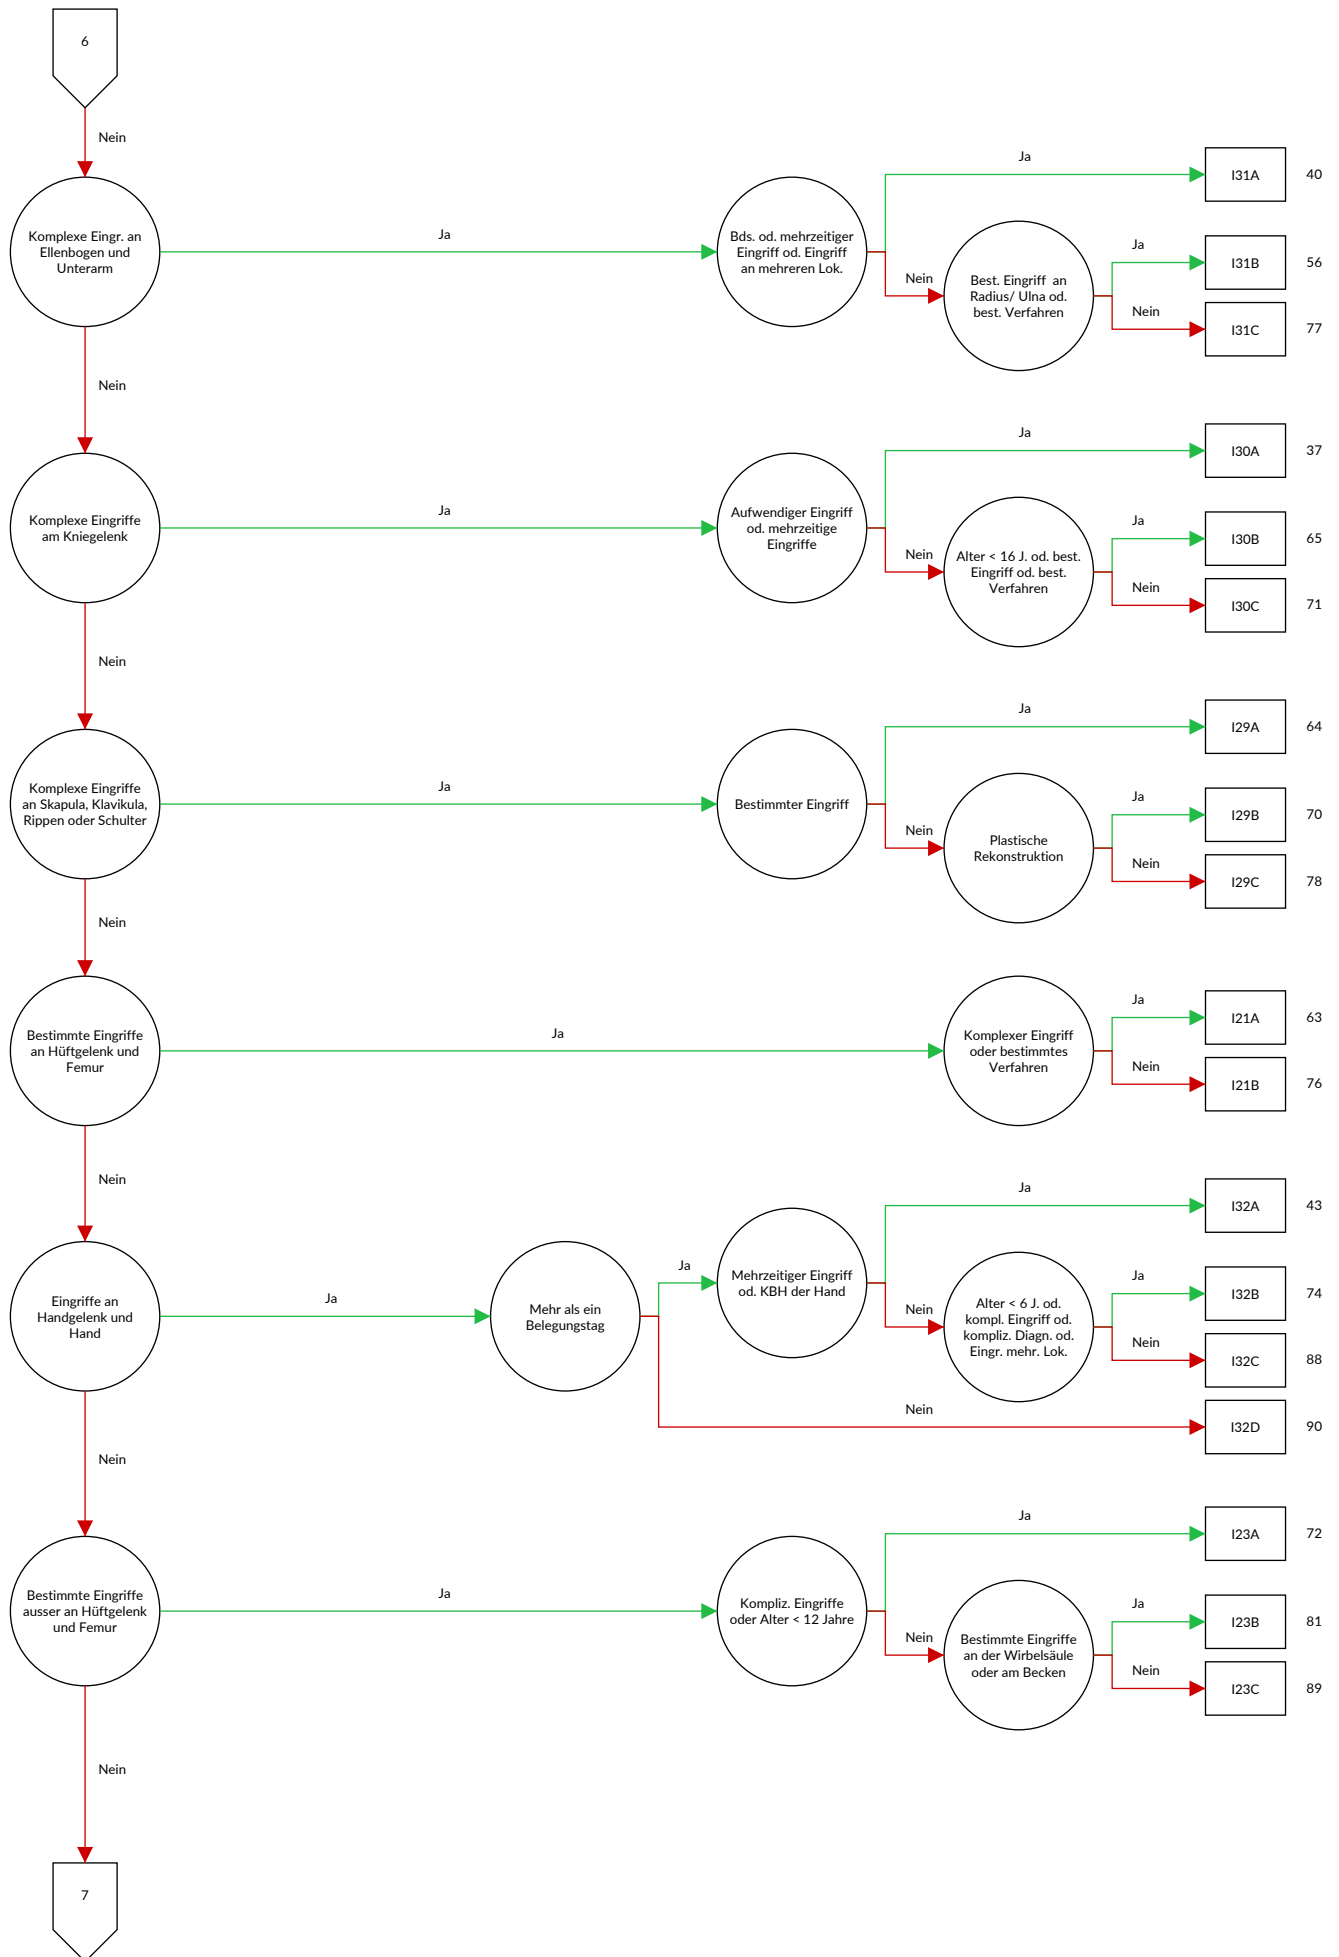 6
Nein
Komplexe Eingr. an
Ellenbogen und
Unterarm
Ja
Bds. od. mehrzeitiger
Eingriff od. Eingriff
an mehreren Lok.
Ja
I31A
40
Nein
Best. Eingriff an
Radius/ Ulna od.
best. Verfahren
Ja
I31B
56
Nein
I31C
77
Nein
Komplexe Eingriffe
am Kniegelenk
Ja
Aufwendiger Eingriff
od. mehrzeitige
Eingriffe
Ja
I30A
37
Nein
Alter < 16 J. od. best.
Eingriff od. best.
Verfahren
Ja
I30B
65
Nein
I30C
71
Nein
Komplexe Eingriffe
an Skapula, Klavikula,
Rippen oder Schulter
Ja
Bestimmter Eingriff
Ja
I29A
64
Nein
Plastische
Rekonstruktion
Ja
I29B
70
Nein
I29C
78
Nein
Bestimmte Eingriffe
an Hüftgelenk und
Femur
Ja
Komplexer Eingriff
oder bestimmtes
Verfahren
Ja
I21A
63
Nein
I21B
76
Nein
Eingriffe an
Handgelenk und
Hand
Ja
Mehr als ein
Belegungstag
Ja
Mehrzeitiger Eingriff
od. KBH der Hand
Ja
I32A
43
Nein
Alter < 6 J. od.
kompl. Eingriff od.
kompliz. Diagn. od.
Eingr. mehr. Lok.
Ja
I32B
74
Nein
I32C
88
Nein
I32D
90
Nein
Bestimmte Eingriffe
ausser an Hüftgelenk
und Femur
Ja
Kompliz. Eingriffe
oder Alter < 12 Jahre
Ja
I23A
72
Nein
Bestimmte Eingriffe
an der Wirbelsäule
oder am Becken
Ja
I23B
81
Nein
I23C
89
Nein
7